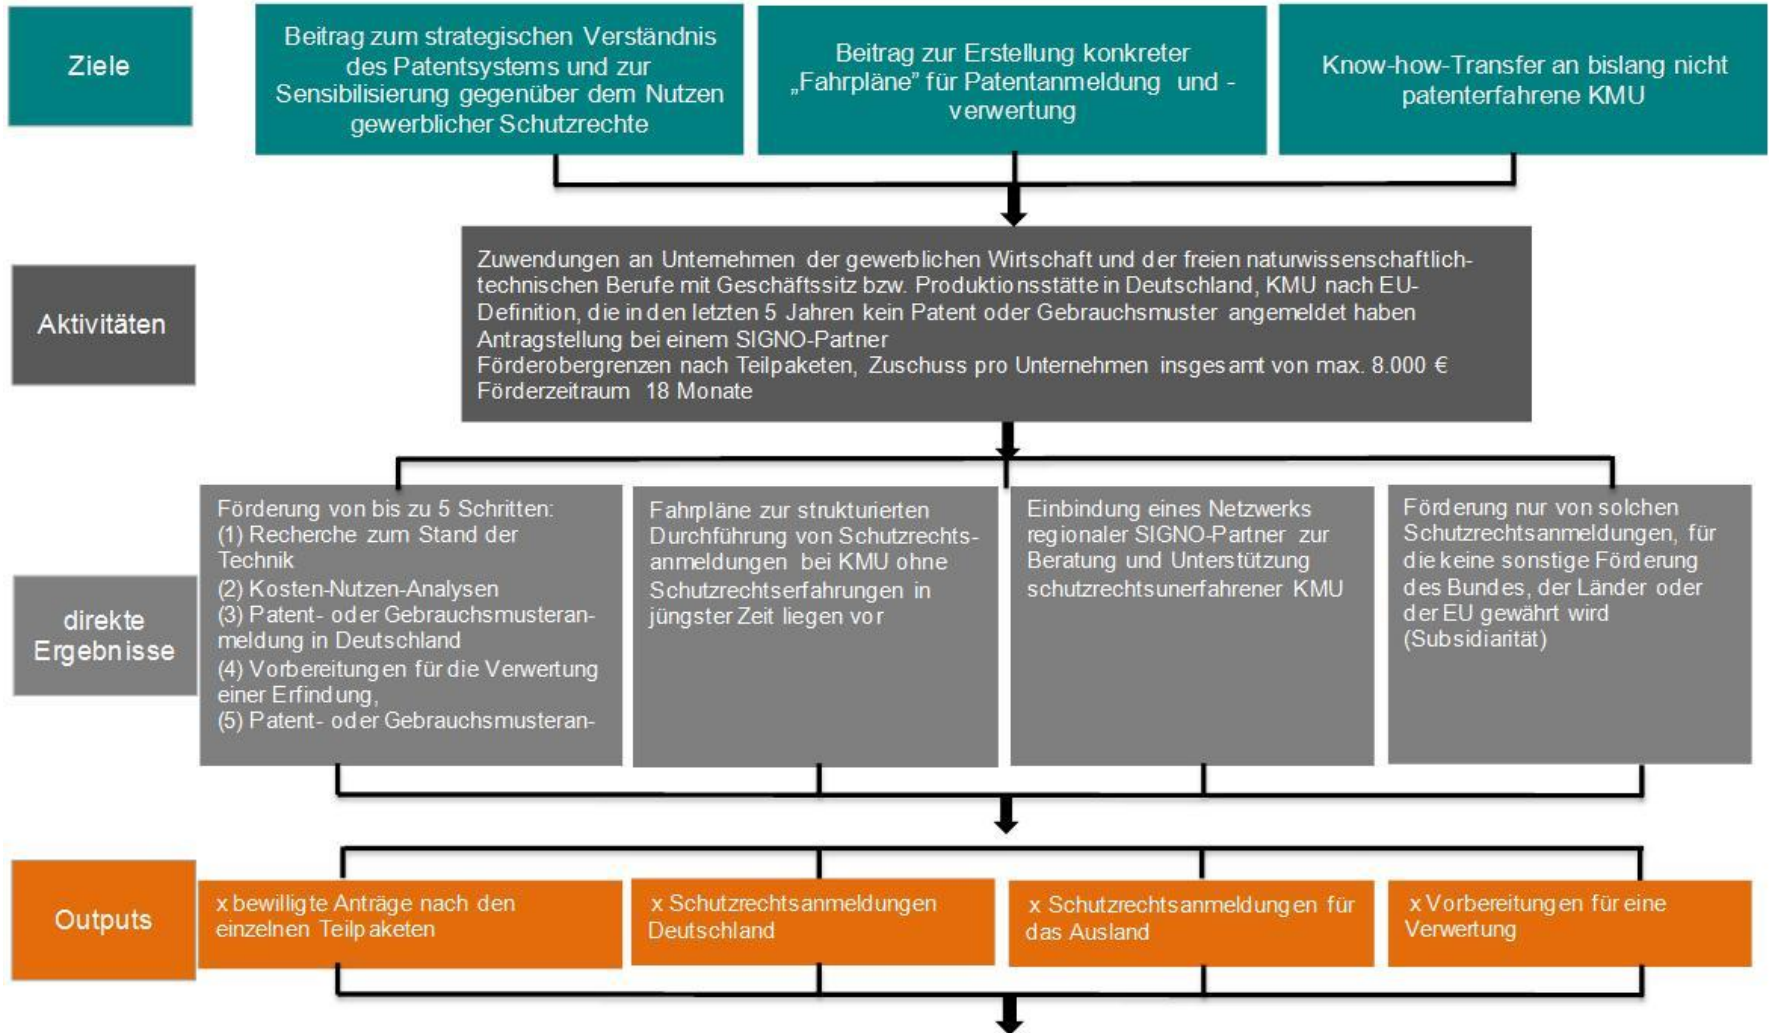 Ziele
Beitrag zum strategischen Verständnis
des Patentsystems und zur
Sensibilisierung gegenüber dem Nutzen
gewerblicher Schutzrechte
Beitrag zur Erstellung konkreter
„Fahrpläne” für Patentanmeldung und -
verwertung
Know-how-Transfer an bislang nicht
patenterfahrene KMU
Aktivitäten
Zuwendungen an Unternehmen der gewerblichen Wirtschaft und der freien naturwissenschaftlich-
technischen Berufe mit Geschäftssitz bzw. Produktionsstätte in Deutschland, KMU nach EU-
Definition, die in den letzten 5 Jahren kein Patent oder Gebrauchsmuster angemeldet haben
Antragstellung bei einem SIGNO-Partner
Förderobergrenzen nach Teilpaketen, Zuschuss pro Unternehmen insgesamt von max. 8.000 €
Förderzeitraum 18 Monate
direkte
Ergebnisse
Förderung von bis zu 5 Schritten:
(1) Recherche zum Stand der
Technik
(2) Kosten-Nutzen-Analysen
(3) Patent- oder Gebrauchsmusteran-
meldung in Deutschland
(4) Vorbereitungen für die Verwertung
einer Erfindung,
(5) Patent- oder Gebrauchsmusteran-
Fahrpläne zur strukturierten
Durchführung von Schutzrechts-
anmeldungen bei KMU ohne
Schutzrechtserfahrungen in
jüngster Zeit liegen vor
Einbindung eines Netzwerks
regionaler SIGNO-Partner zur
Beratung und Unterstützung
schutzrechtsunerfahrener KMU
Förderung nur von solchen
Schutzrechtsanmeldungen, für
die keine sonstige Förderung
des Bundes, der Länder oder
der EU gewährt wird
(Subsidiarität)
Outputs
x bewilligte Anträge nach den
einzelnen Teilpaketen
x Schutzrechtsanmeldungen
Deutschland
x Schutzrechtsanmeldungen für
das Ausland
x Vorbereitungen für eine
Verwertung